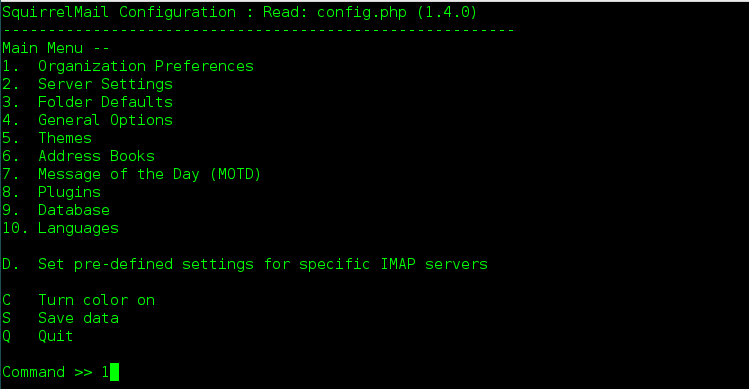 SquirrelMail Configuration : Read: config.php (1.4.0)
---------------------------------------------------------
Main Menu --
1.  Organization Preferences
2.  Server Settings
3.  Folder Defaults
4.  General Options
5.  Themes
6.  Address Books
7.  Message of the Day (MOTD)
8.  Plugins
9.  Database
10. Languages

D.  Set pre-defined settings for specific IMAP servers

C   Turn color on
S   Save data
Q   Quit

Command >> 1